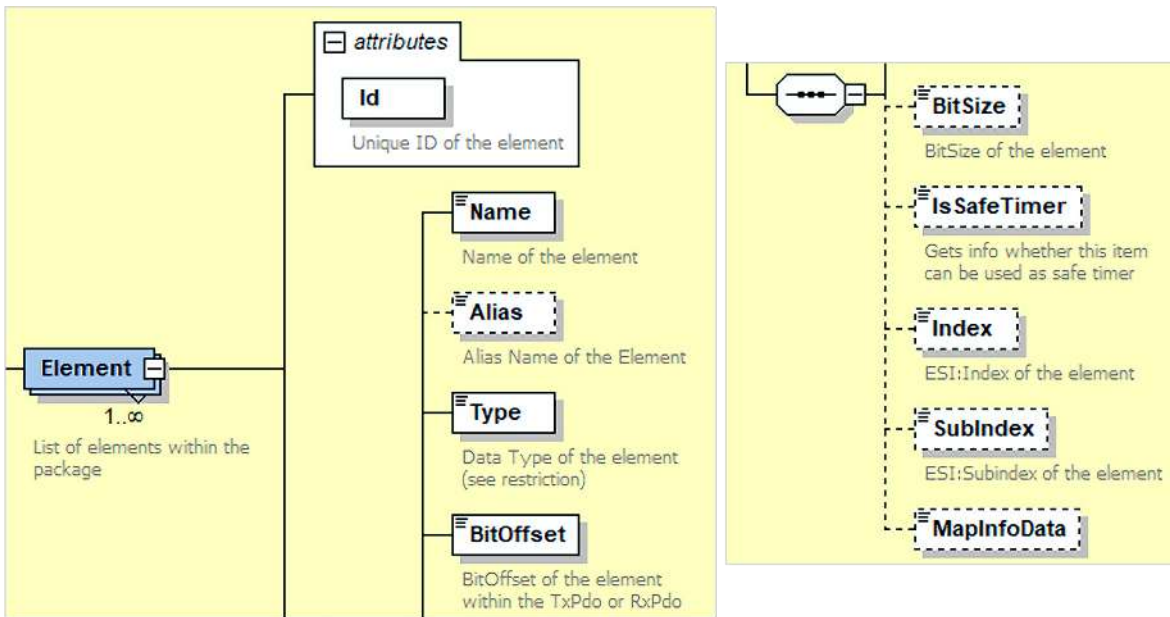 attributes
Id
Unique ID of the element
Name
Name of the element
Alias
Alias Name of the Element
Element
1..∞
List of elements within the
package
Type
Data Type of the element
(see restriction)
BitOffset
BitOffset of the element
within the TxPdo or RxPdo
BitSize
BitSize of the element
IsSafeTimer
Gets info whether this item
can be used as safe timer
Index
ESI:Index of the element
SubIndex
ESI:Subindex of the element
MapInfoData